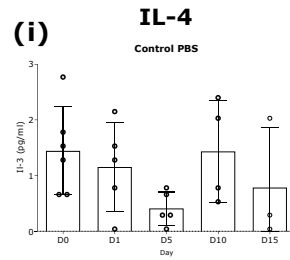 IL-4
(i)
Control PBS
3
2
1
0
Il-3 (pg/ml)
D0 D1 D5 D10 D15
Day